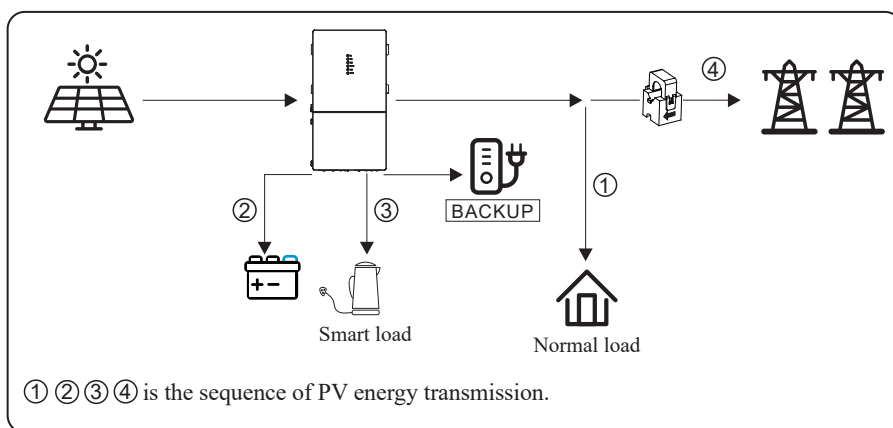 ④
①
②
③
BACKUP
Smart load
Normal load
① ② ③ ④ is the sequence of PV energy transmission.